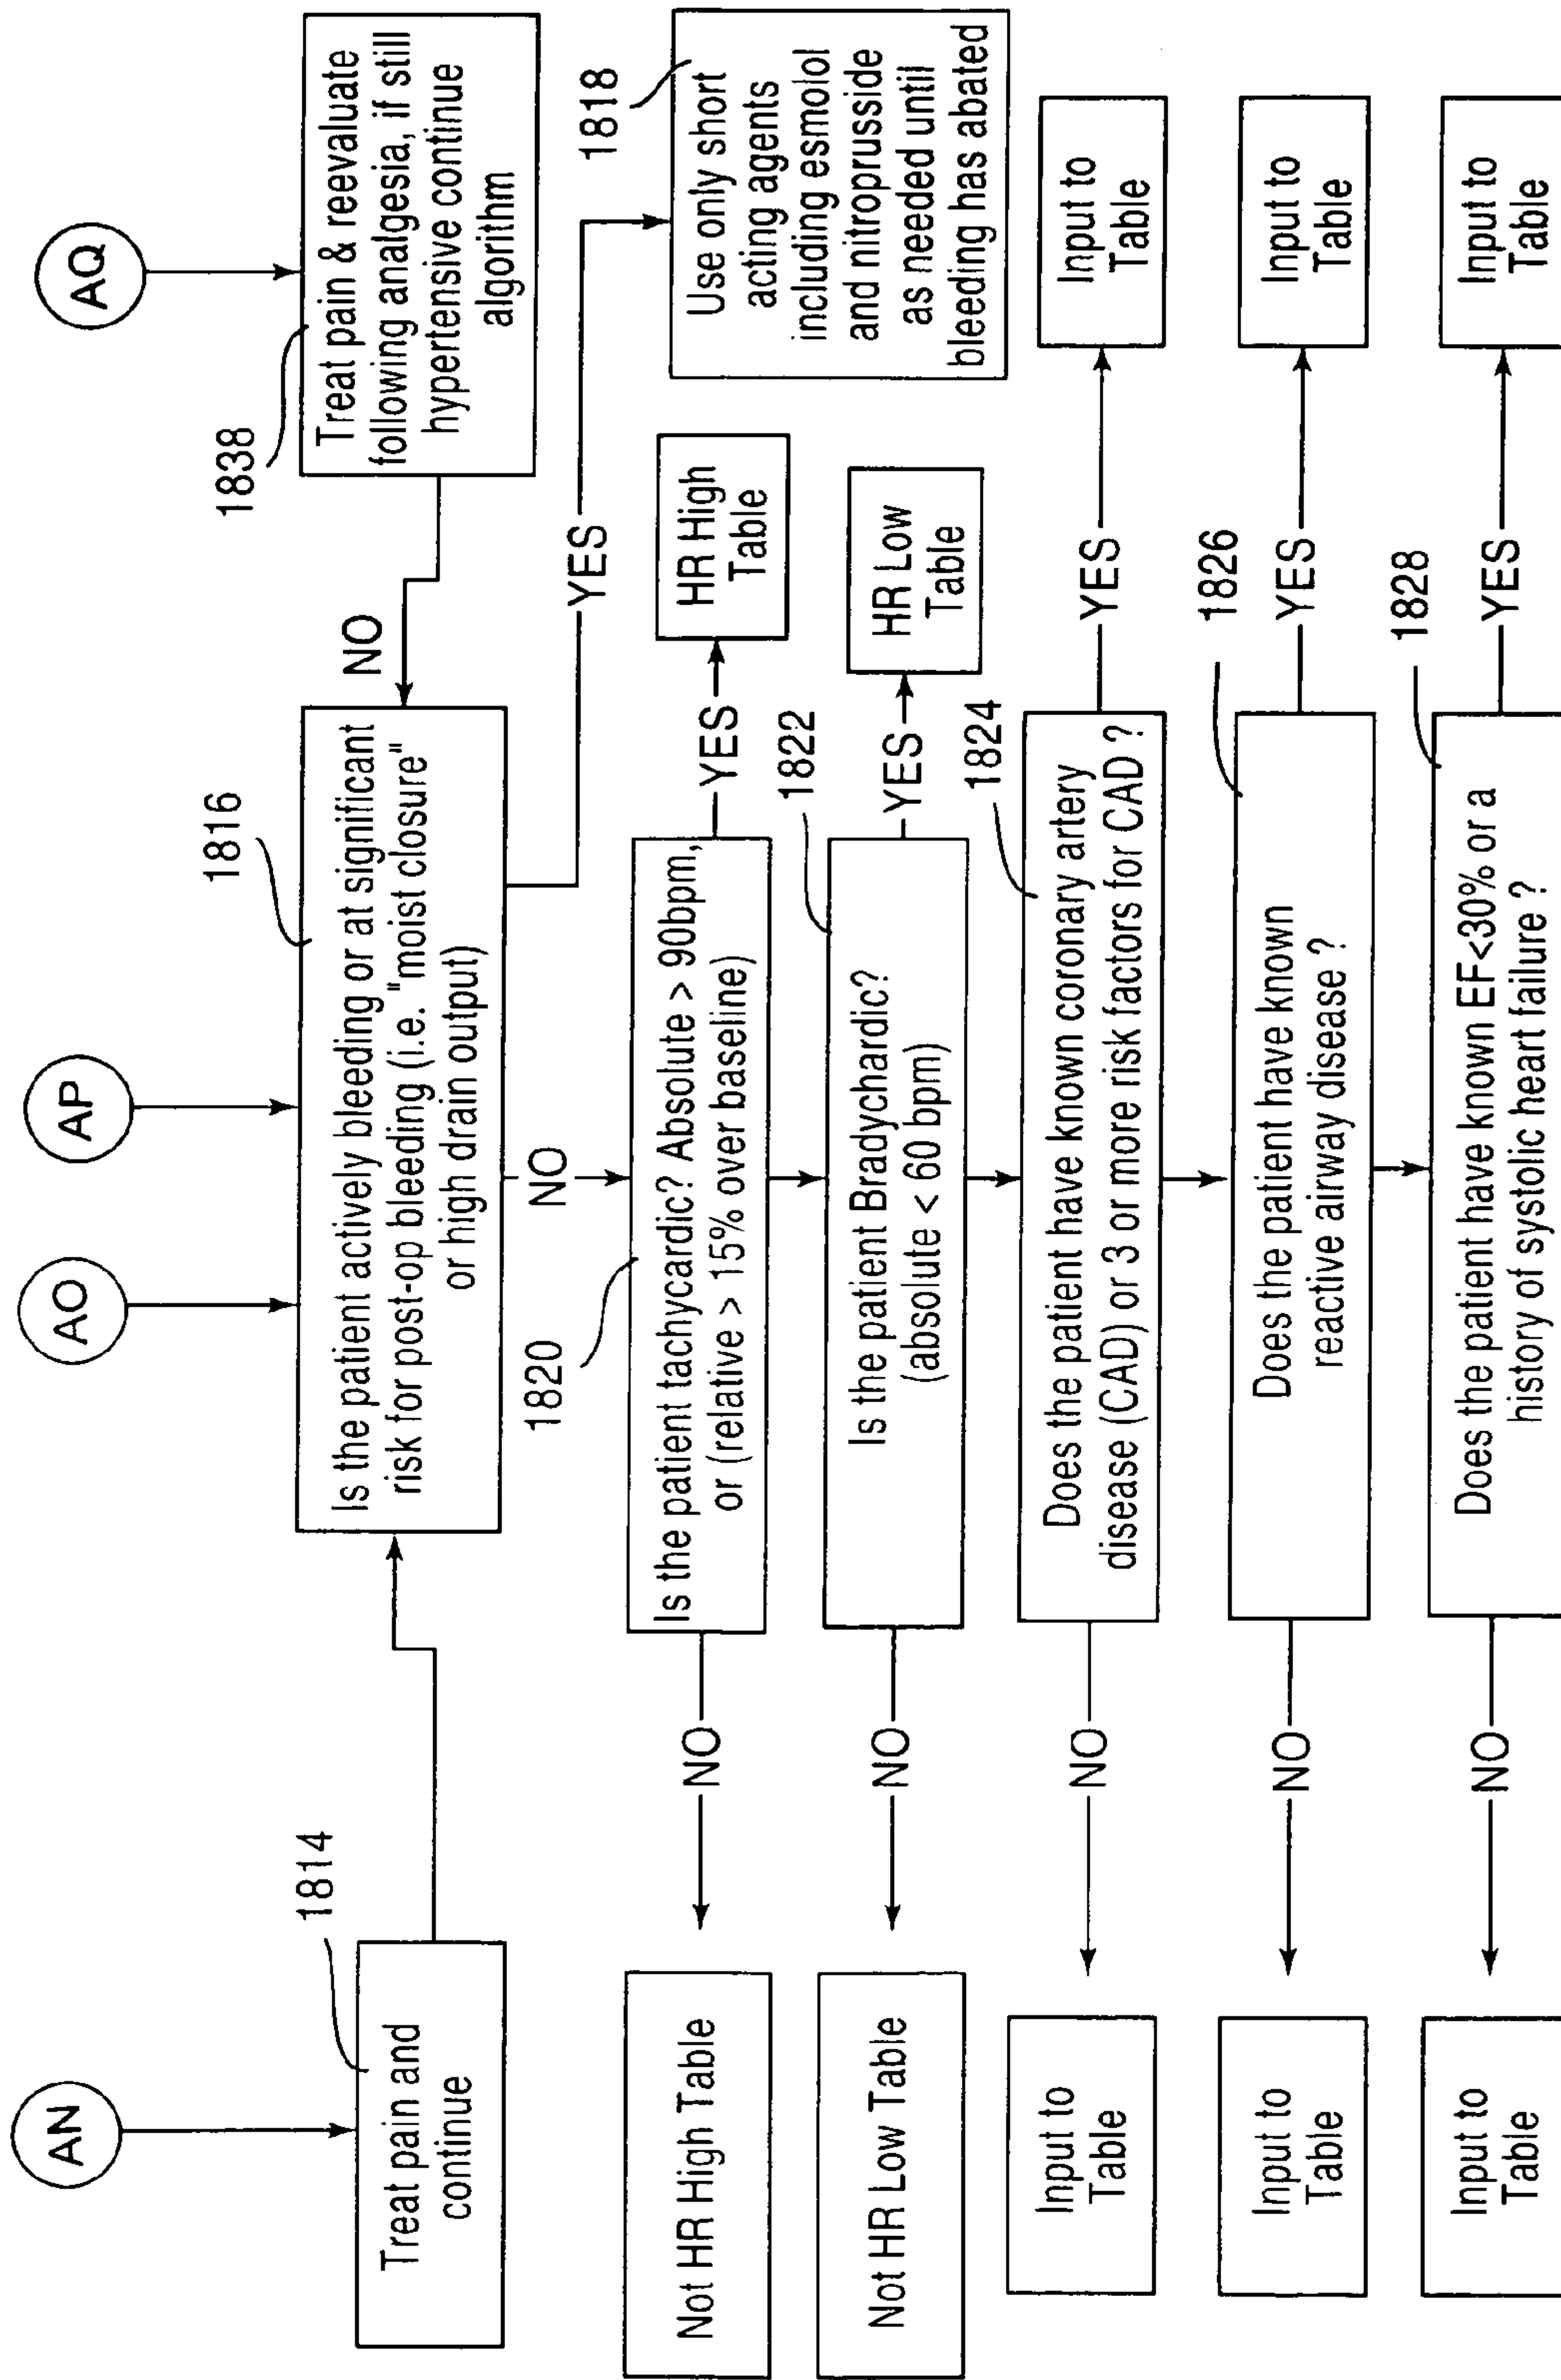 AN
AO
AP
AQ
1814
Treat pain and
continue
1816
Is the patient actively bleeding or at significant
risk for post-op bleeding (i.e. "moist closure"
or high drain output)
NO
1838
Treat pain & reevaluate
following analgesia, if still
hypertensive continue
algorithm
YES
1818
Use only short
acting agents
including esmolol
and nitroprusside
as needed until
bleeding has abated
NO
1820
Is the patient tachycardic? Absolute > 90bpm,
or (relative > 15% over baseline)
NO
Not HR High Table
YES
HR High
Table
1822
Is the patient Bradychardic?
(absolute < 60 bpm)
NO
Not HR Low Table
YES
HR Low
Table
1824
Does the patient have known coronary artery
disease (CAD) or 3 or more risk factors for CAD ?
NO
Input to
Table
YES
Input to
Table
1826
Does the patient have known
reactive airway disease ?
NO
Input to
Table
YES
Input to
Table
1828
Does the patient have known EF<30% or a
history of systolic heart failure ?
NO
Input to
Table
YES
Input to
Table